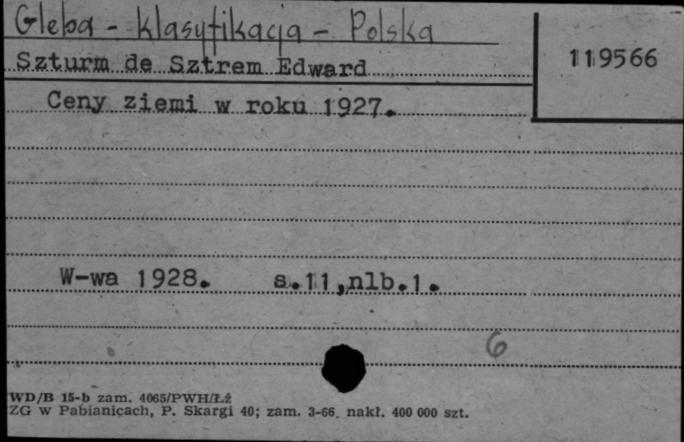 Gleba - klasyfikacja - Polska
Szturm de Sztrem Edward
119566
Ceny ziemi w roku 1927.
W-wa 1928. s.11,nlb.1.
6
WD/B 15-b zam. 4065/PWH/Łź
ZG w Pabianicach, P. Skargi 40; zam. 3-66. nakł. 400 000 szt.